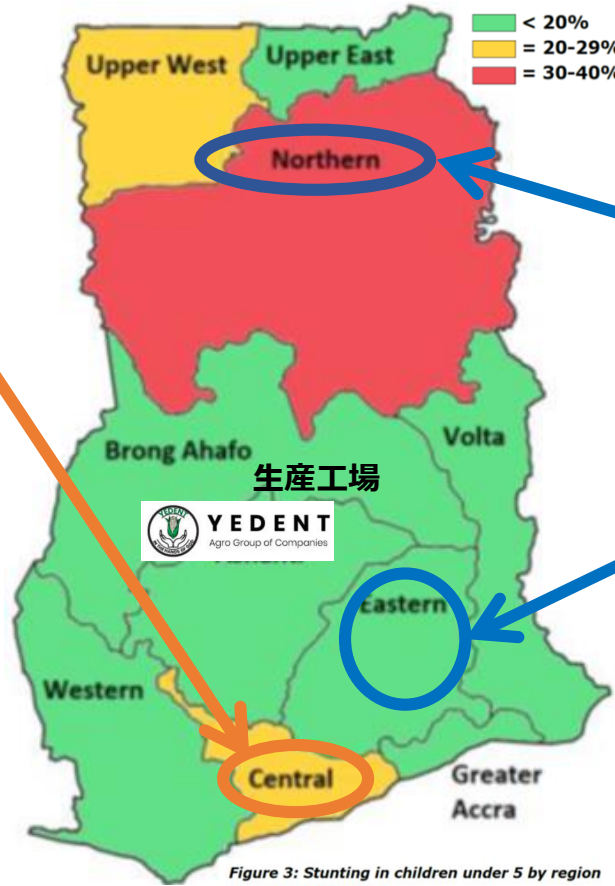 < 20%
= 20-29%
= 30-40%
Upper West
Upper East
Northern
Brong Ahafo
Volta
生産工場
YEDENT
Agro Group of Companies
Eastern
Western
Central
Greater
Accra
Figure 3: Stunting in children under 5 by region